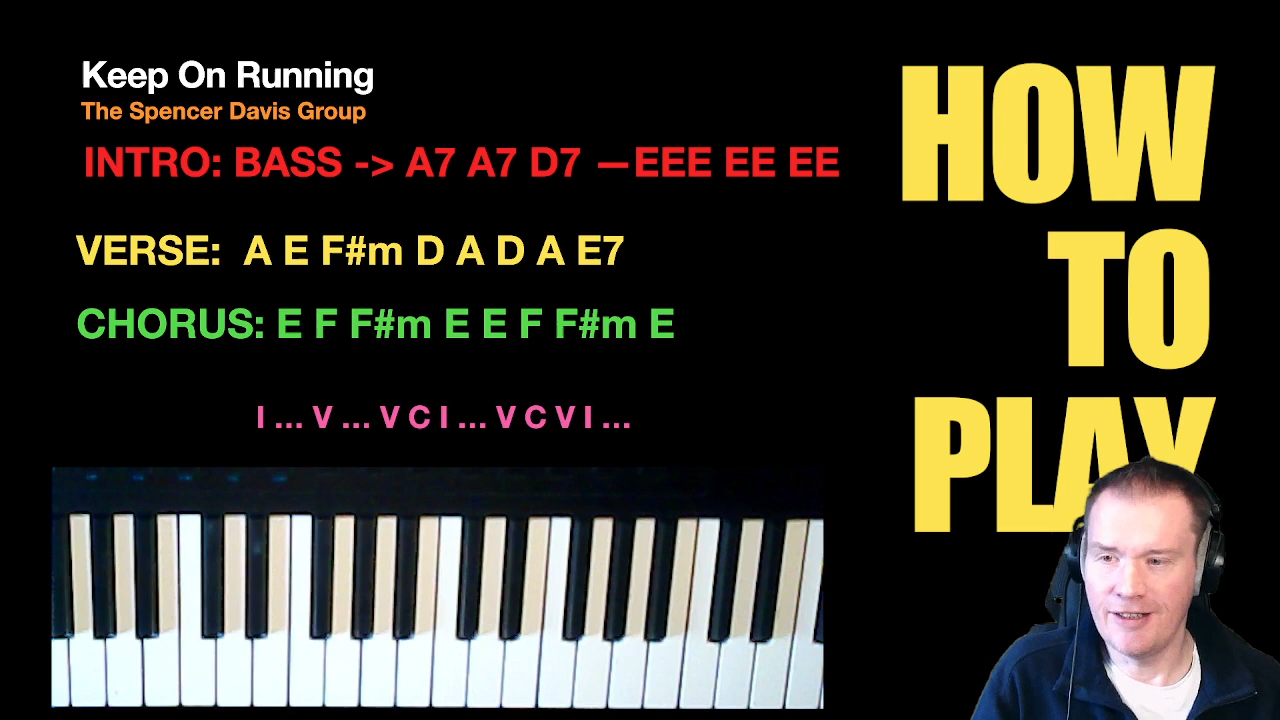 Keep On Running
The Spencer Davis Group
INTRO: BASS -> A7 A7 D7 —EEE EE EE
VERSE: A E F#m D A D A E7
CHORUS: E F F#m E E F F#m E
I ... V ... V C I ... V C V I ...
HOW
TO
PLAY